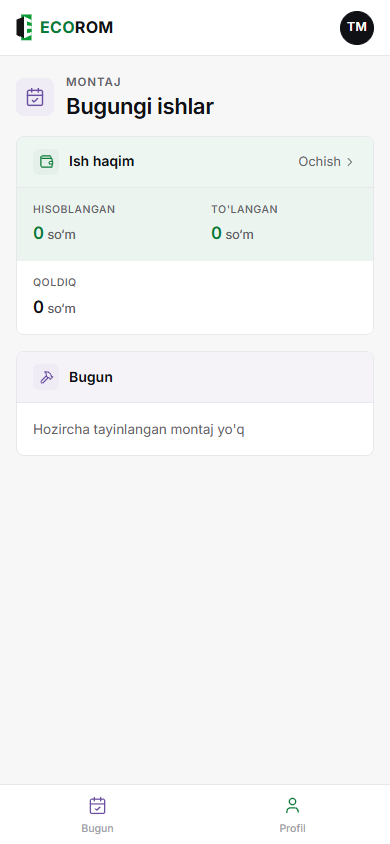 ECOROM
TM
MONTAJ
Bugungi ishlar
Ish haqim
Ochish
HISOBLANGAN
TO'LANGAN
0 so‘m
0 so‘m
QOLDIQ
0 so‘m
Bugun
Hozircha tayinlangan montaj yo'q
Bugun
Profil